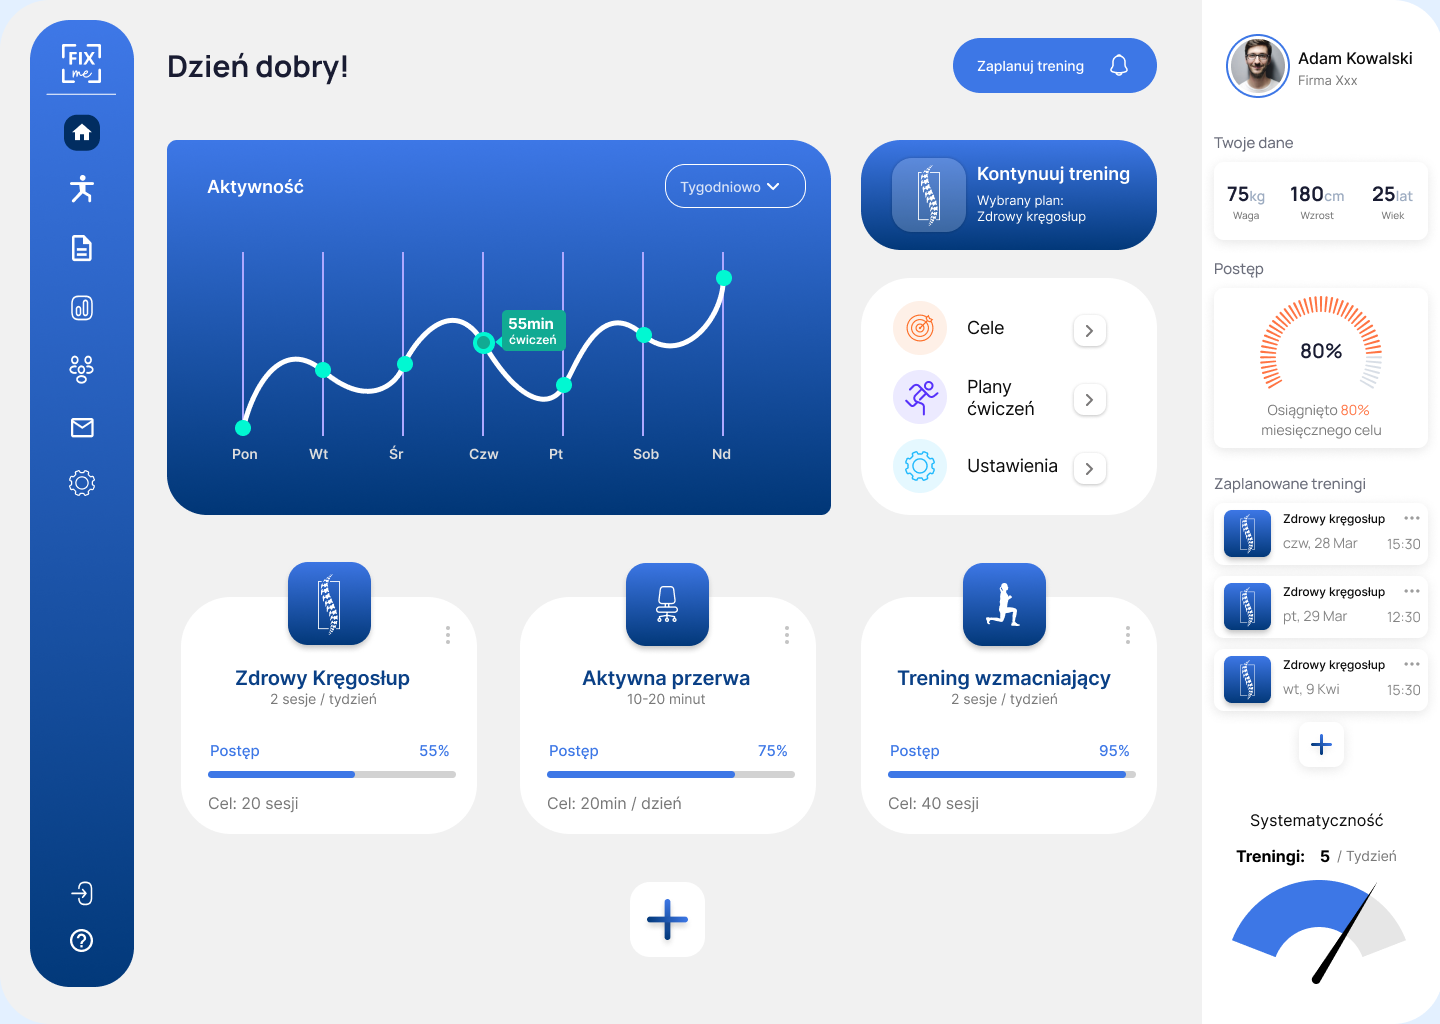 FIX
me
Dzień dobry!
Zaplanuj trening
Aktywność
Tygodniowo
55min
ćwiczeń
Pon Wt Śr Czw Pt Sob Nd
Kontynuuj trening
Wybrany plan:
Zdrowy kręgosłup
Cele
Plany
ćwiczeń
Ustawienia
Zdrowy Kręgosłup
2 sesje / tydzień
Postęp 55%
Cel: 20 sesji
Aktywna przerwa
10-20 minut
Postęp 75%
Cel: 20min / dzień
Trening wzmacniający
2 sesje / tydzień
Postęp 95%
Cel: 40 sesji
Adam Kowalski
Firma Xxx
Twoje dane
75kg 180cm 25lat
Waga Wzrost Wiek
Postęp
80%
Osiągnięto 80%
miesięcznego celu
Zaplanowane treningi
Zdrowy kręgosłup
czw, 28 Mar 15:30
Zdrowy kręgosłup
pt, 29 Mar 12:30
Zdrowy kręgosłup
wt, 9 Kwi 15:30
Systematyczność
Treningi: 5 / Tydzień